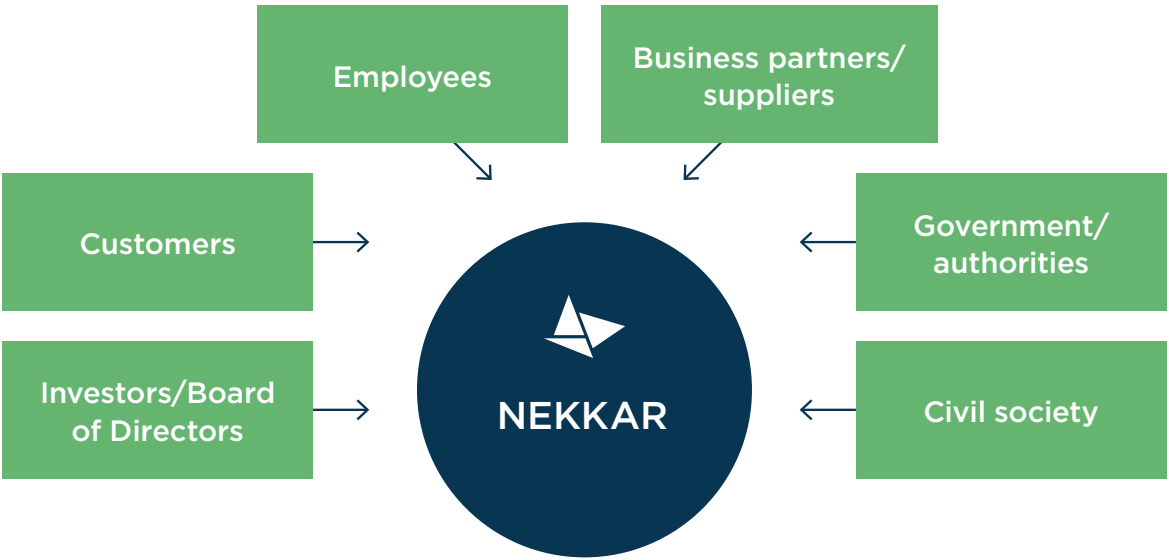 Employees
Business partners/
suppliers
Customers
Government/
authorities
Investors/Board
of Directors
NEKKAR
Civil society